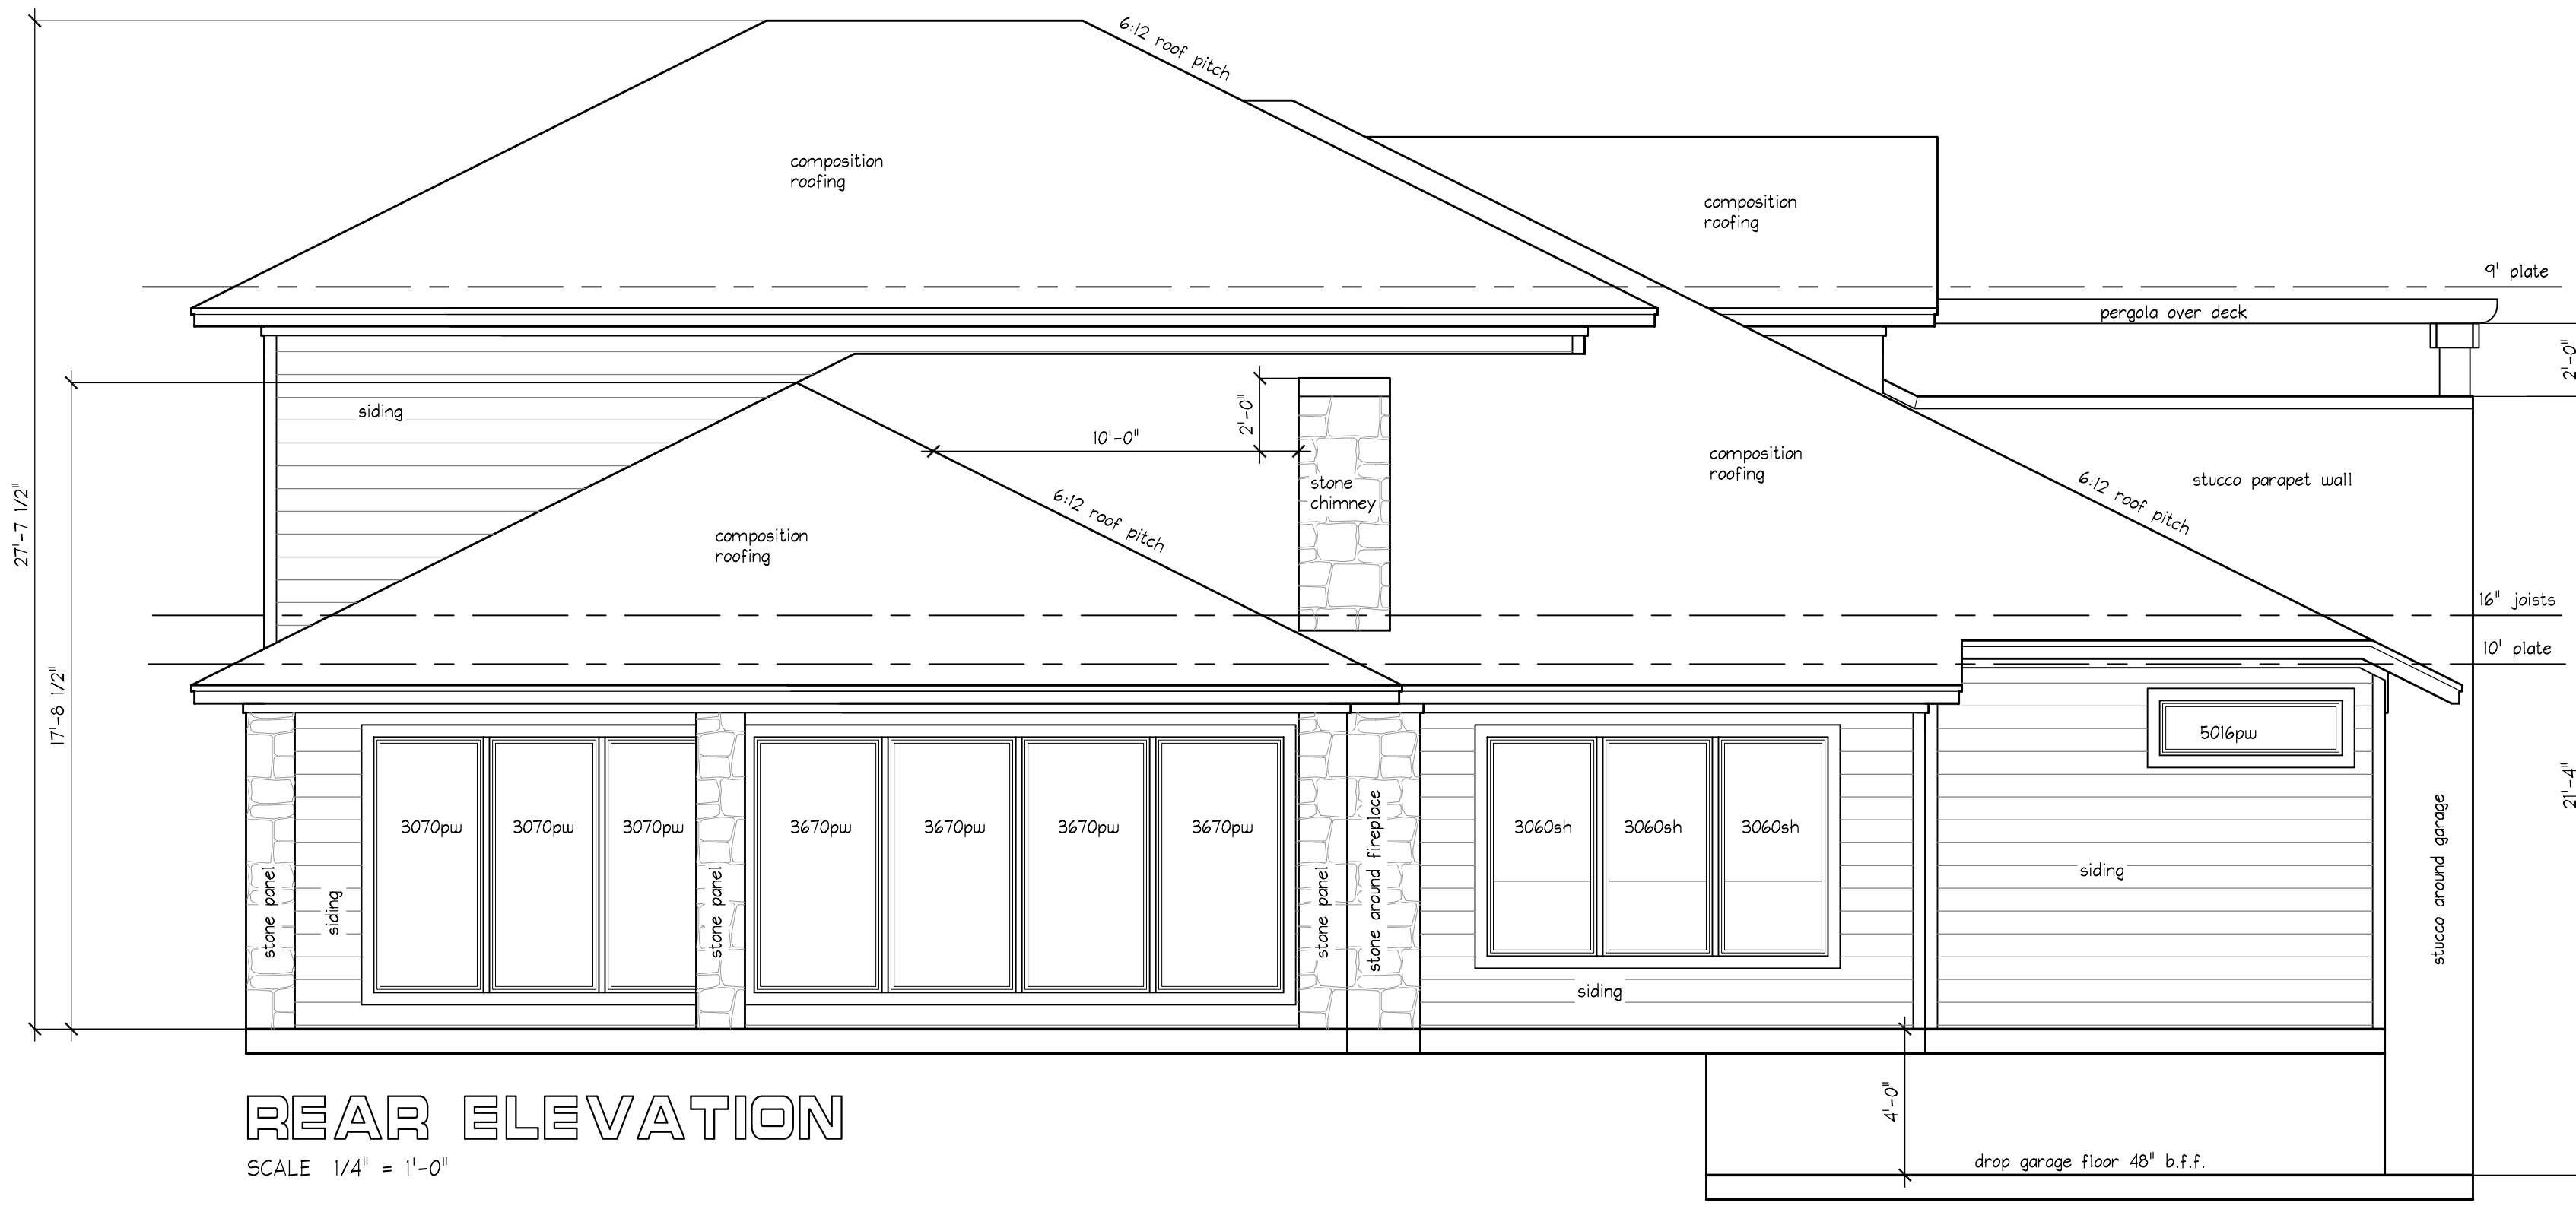 6:12 roof pitch
composition
roofing
composition
roofing
9' plate
pergola over deck
2'-0"
siding
2'-0"
10'-0"
27'-7 1/2"
stone
chimney
composition
roofing
6:12 roof pitch
6:12 roof pitch
stucco parapet wall
composition
roofing
16" joists
10' plate
17'-8 1/2"
5016pw
3070pw
3070pw
3070pw
3670pw
3670pw
3670pw
3670pw
3060sh
3060sh
3060sh
21'-4"
stone panel
siding
stone panel
stone panel
stone around fireplace
siding
siding
stucco around garage
4'-0"
REAR ELEVATION
SCALE 1/4" = 1'-0"
drop garage floor 48" b.f.f.